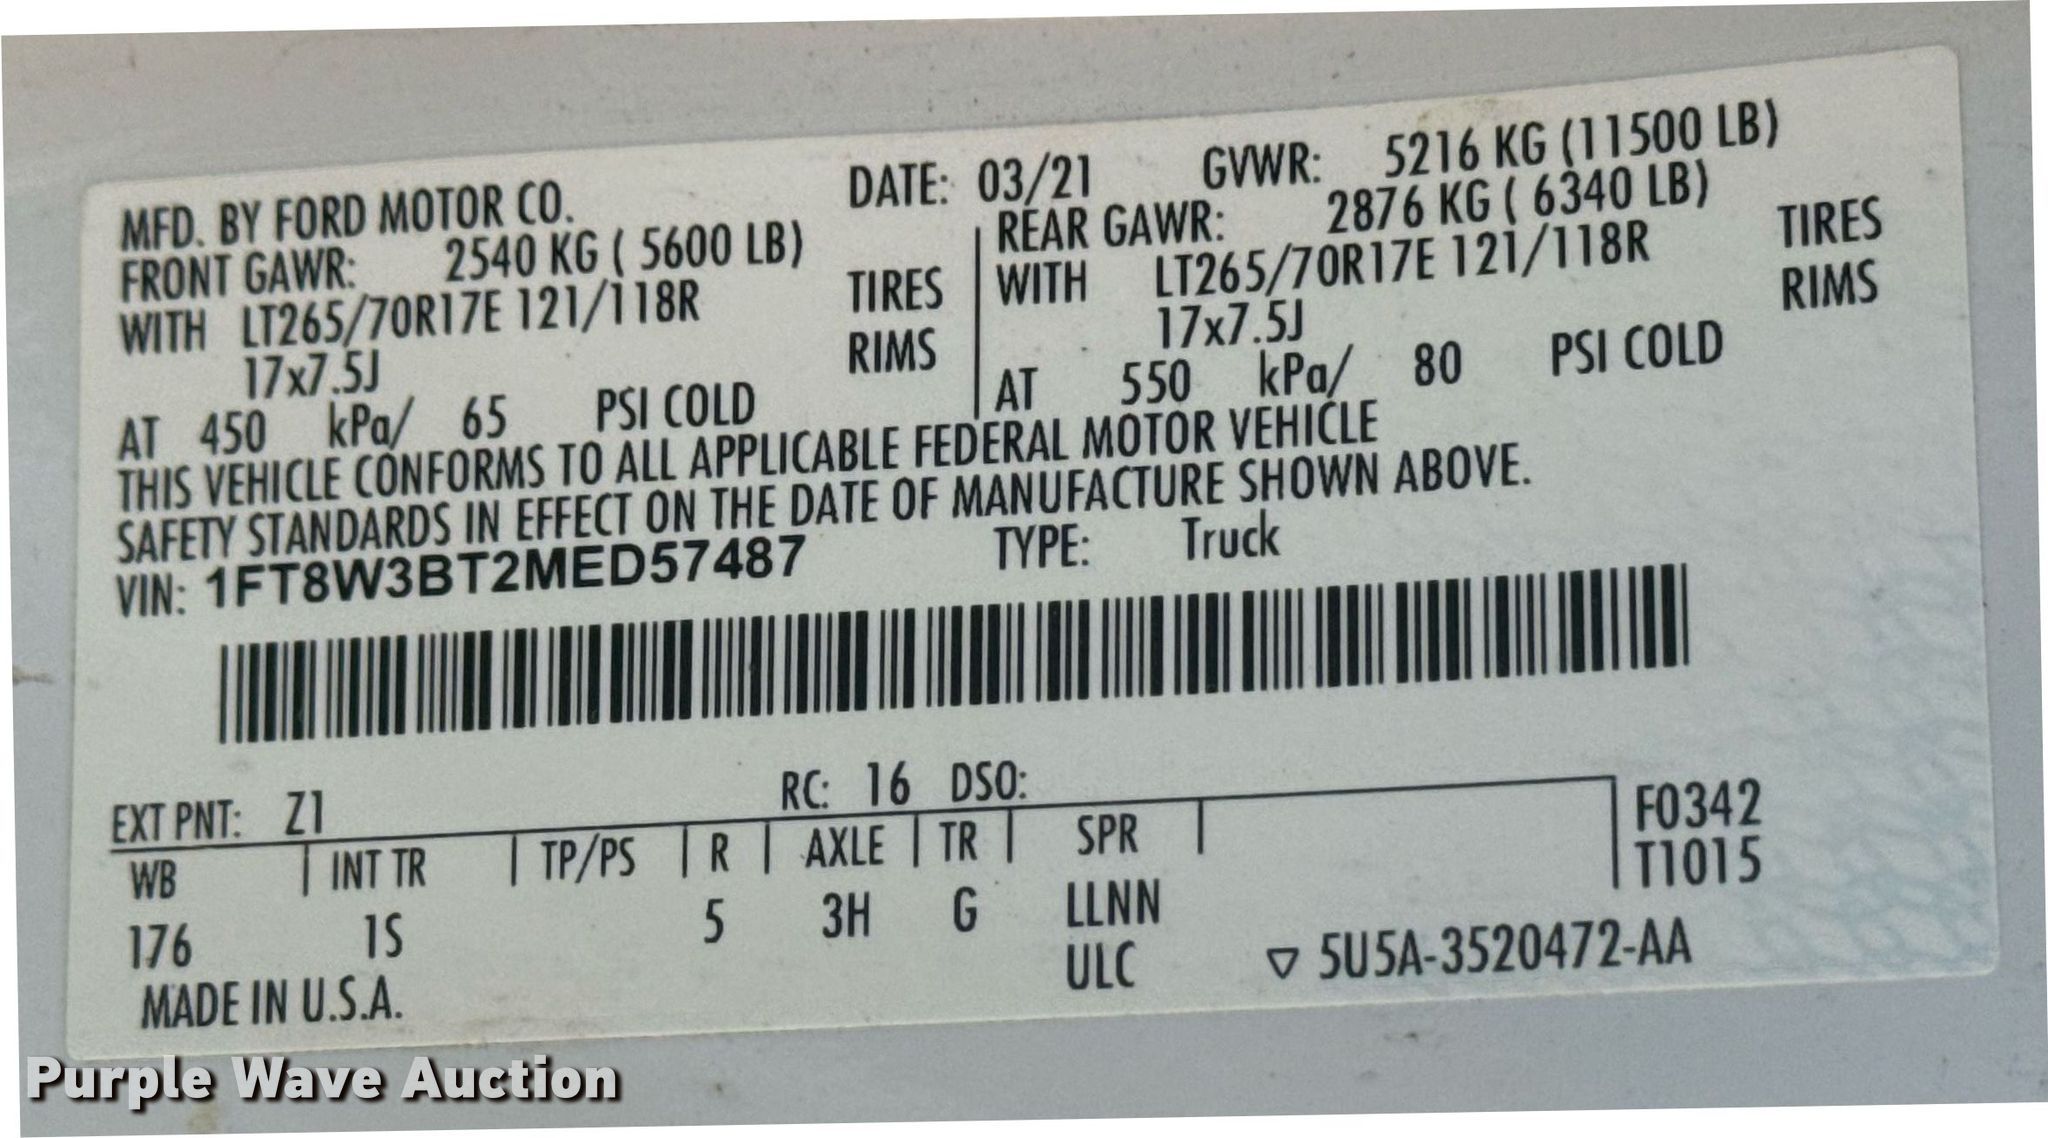 MFD. BY FORD MOTOR CO. DATE: 03/21 GVWR: 5216 KG (11500 LB)
FRONT GAWR: 2540 KG ( 5600 LB) REAR GAWR: 2876 KG ( 6340 LB)
WITH LT265/70R17E 121/118R TIRES WITH LT265/70R17E 121/118R TIRES
17x7.5J RIMS 17x7.5J RIMS
AT 450 kPa/ 65 PSI COLD AT 550 kPa/ 80 PSI COLD
THIS VEHICLE CONFORMS TO ALL APPLICABLE FEDERAL MOTOR VEHICLE
SAFETY STANDARDS IN EFFECT ON THE DATE OF MANUFACTURE SHOWN ABOVE.
VIN: 1FT8W3BT2MED57487 TYPE: Truck
EXT PNT: Z1 RC: 16 DSO:
WB INT TR TP/PS R AXLE TR SPR F0342
T1015
176 1S 5 3H G LLNN
ULC ▽ 5U5A-3520472-AA
MADE IN U.S.A.
Purple Wave Auction